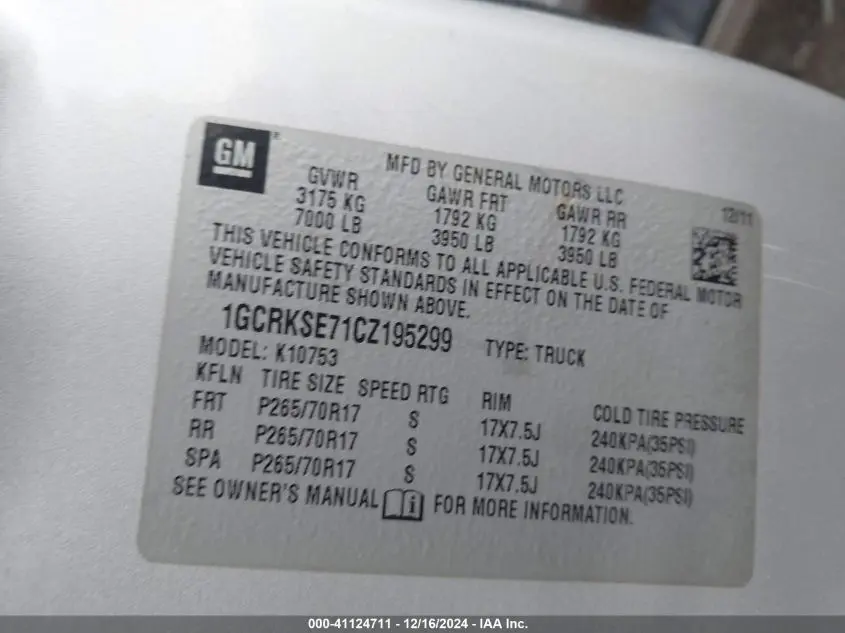 GM
MFD BY GENERAL MOTORS LLC
12/11
GVWR GAWR FRT GAWR RR
3175 KG 1792 KG 1792 KG
7000 LB 3950 LB 3950 LB
THIS VEHICLE CONFORMS TO ALL APPLICABLE U.S. FEDERAL MOTOR
VEHICLE SAFETY STANDARDS IN EFFECT ON THE DATE OF
MANUFACTURE SHOWN ABOVE.
1GCRKSE71CZ195299 TYPE: TRUCK
MODEL: K10753
KFLN TIRE SIZE SPEED RTG RIM COLD TIRE PRESSURE
FRT P265/70R17 S 17X7.5J 240KPA(35PSI)
RR P265/70R17 S 17X7.5J 240KPA(35PSI)
SPA P265/70R17 S 17X7.5J 240KPA(35PSI)
SEE OWNER'S MANUAL i FOR MORE INFORMATION.
000-41124711 - 12/16/2024 - IAA Inc.